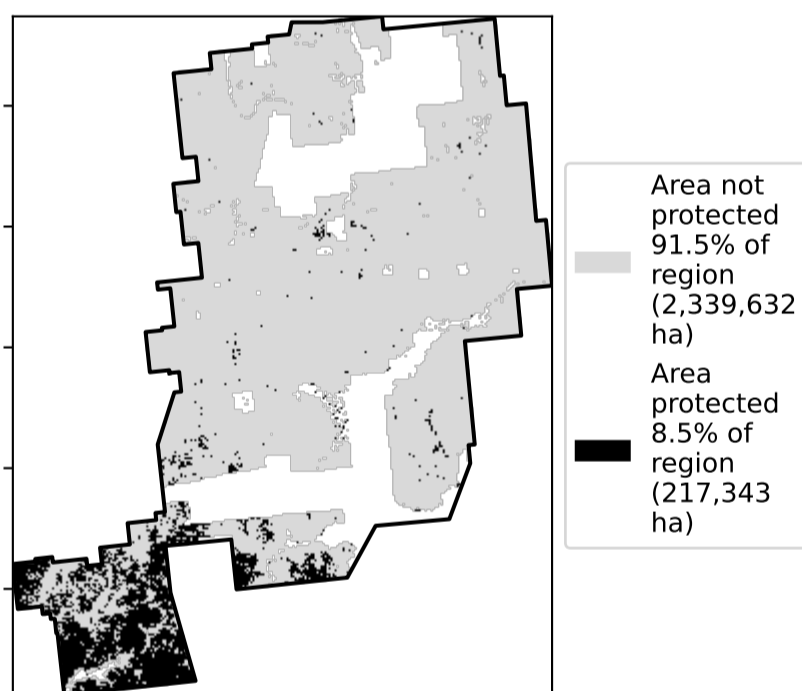 Area not
protected
91.5% of
region
(2,339,632
ha)
Area
protected
8.5% of
region
(217,343
ha)